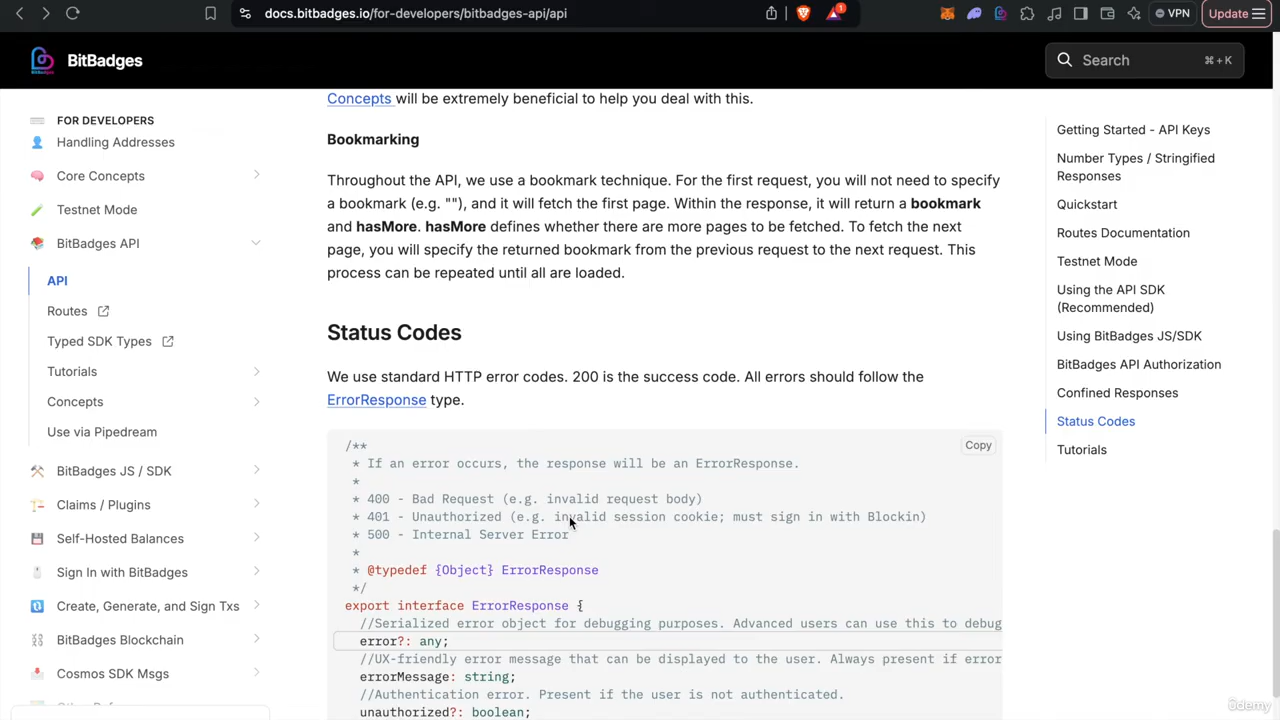 docs.bitbadges.io/for-developers/bitbadges-api/api
1
VPN
Update
BitBadges
Search
⌘ + K
FOR DEVELOPERS
Handling Addresses
Core Concepts
Testnet Mode
BitBadges API
API
Routes
Typed SDK Types
Tutorials
Concepts
Use via Pipedream
BitBadges JS / SDK
Claims / Plugins
Self-Hosted Balances
Sign In with BitBadges
Create, Generate, and Sign Txs
BitBadges Blockchain
Cosmos SDK Msgs
Concepts will be extremely beneficial to help you deal with this.
Bookmarking
Throughout the API, we use a bookmark technique. For the first request, you will not need to specify
a bookmark (e.g. ""), and it will fetch the first page. Within the response, it will return a bookmark
and hasMore. hasMore defines whether there are more pages to be fetched. To fetch the next
page, you will specify the returned bookmark from the previous request to the next request. This
process can be repeated until all are loaded.
Status Codes
We use standard HTTP error codes. 200 is the success code. All errors should follow the
ErrorResponse type.
Copy
/**
* If an error occurs, the response will be an ErrorResponse.
*
* 400 - Bad Request (e.g. invalid request body)
* 401 - Unauthorized (e.g. invalid session cookie; must sign in with Blockin)
* 500 - Internal Server Error
*
* @typedef {Object} ErrorResponse
*/
export interface ErrorResponse {
//Serialized error object for debugging purposes. Advanced users can use this to debug
error?: any;
//UX-friendly error message that can be displayed to the user. Always present if error
errorMessage: string;
//Authentication error. Present if the user is not authenticated.
unauthorized?: boolean;
Getting Started - API Keys
Number Types / Stringified
Responses
Quickstart
Routes Documentation
Testnet Mode
Using the API SDK
(Recommended)
Using BitBadges JS/SDK
BitBadges API Authorization
Confined Responses
Status Codes
Tutorials
ûdemy